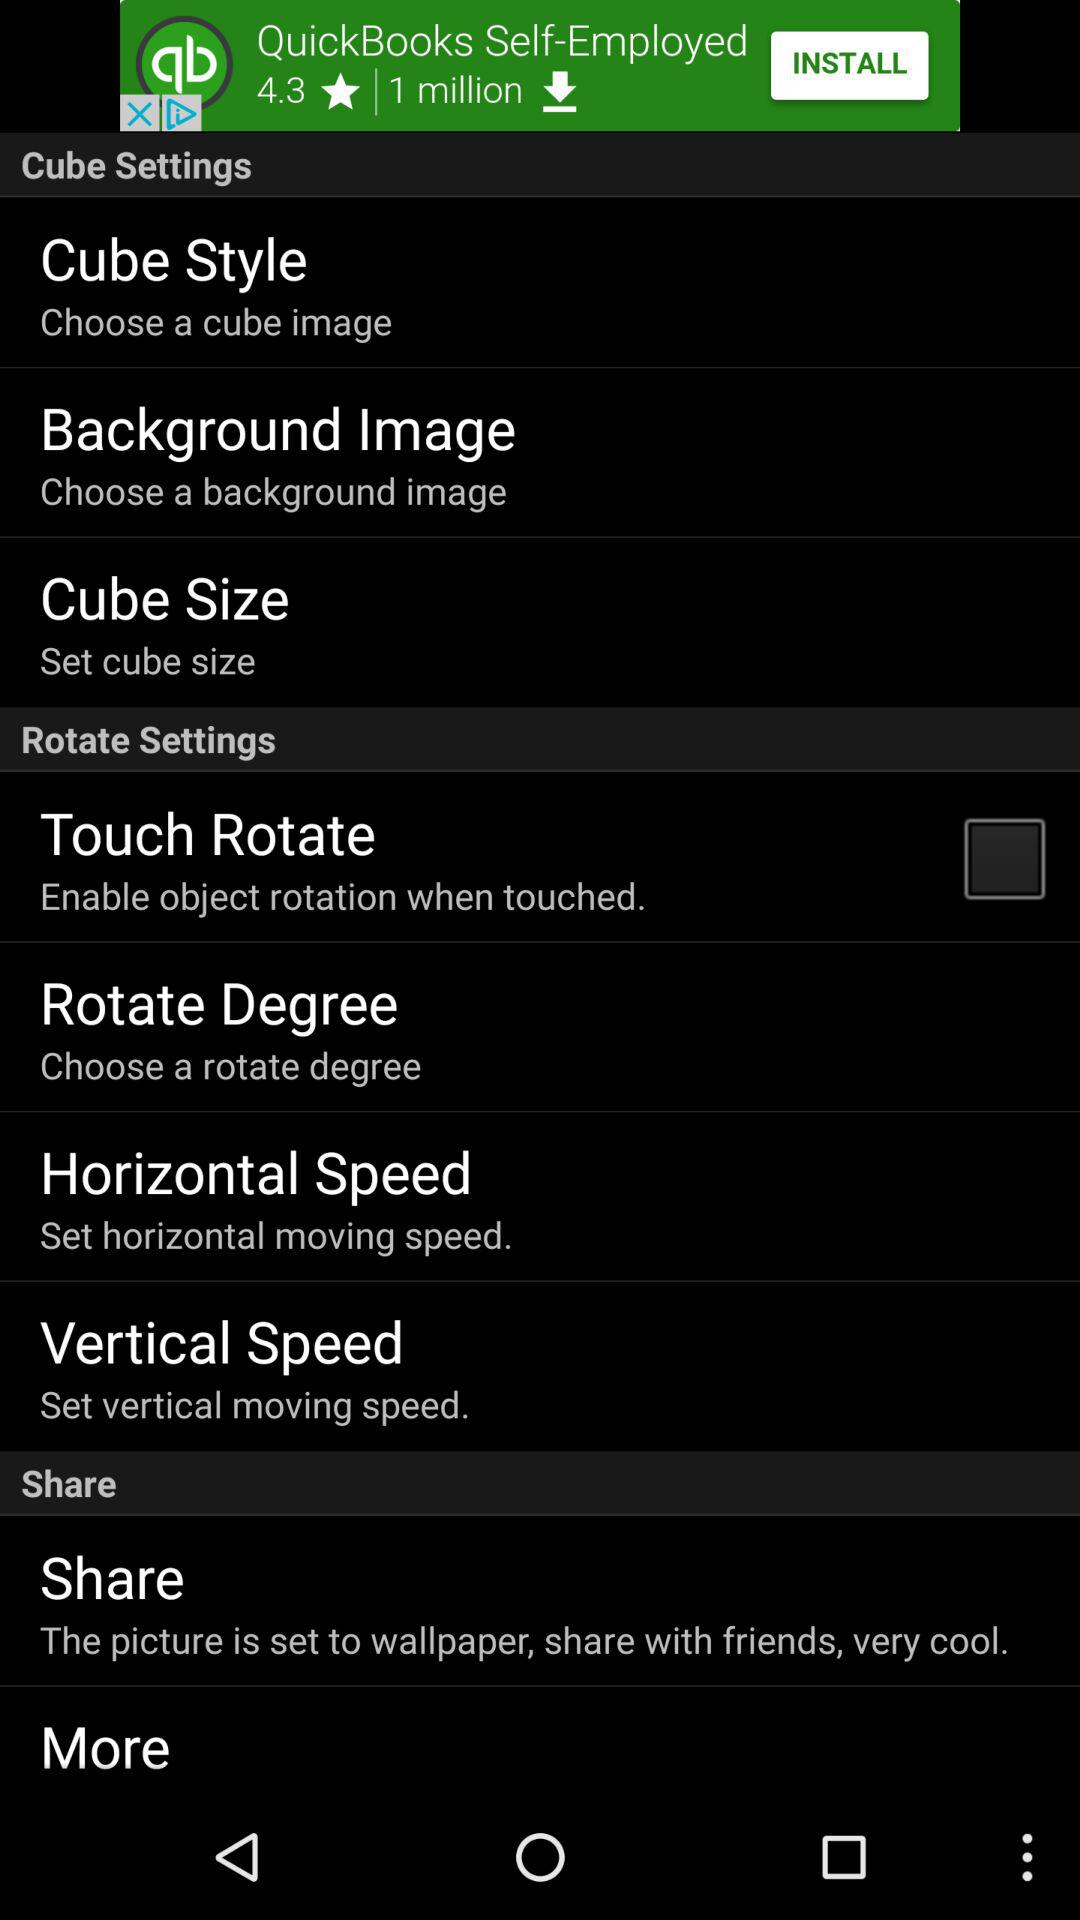 qb
QuickBooks Self-Employed
4.3 ★ | 1 million
INSTALL
Cube Settings
Cube Style
Choose a cube image
Background Image
Choose a background image
Cube Size
Set cube size
Rotate Settings
Touch Rotate
Enable object rotation when touched.
Rotate Degree
Choose a rotate degree
Horizontal Speed
Set horizontal moving speed.
Vertical Speed
Set vertical moving speed.
Share
Share
The picture is set to wallpaper, share with friends, very cool.
More